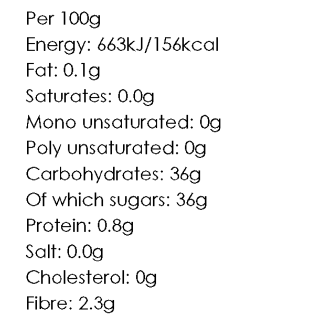 Per 100g
Energy: 663kJ/156kcal
Fat: 0.1g
Saturates: 0.0g
Mono unsaturated: 0g
Poly unsaturated: 0g
Carbohydrates: 36g
Of which sugars: 36g
Protein: 0.8g
Salt: 0.0g
Cholesterol: 0g
Fibre: 2.3g